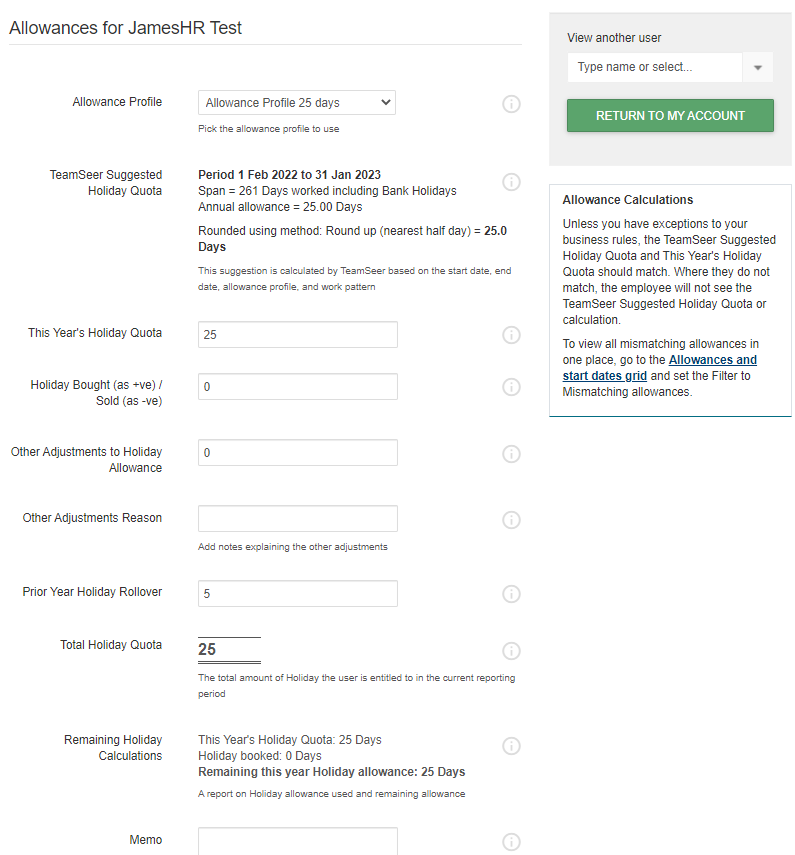 Allowances for JamesHR Test
Allowance Profile
Allowance Profile 25 days
Pick the allowance profile to use
TeamSeer Suggested
Holiday Quota
Period 1 Feb 2022 to 31 Jan 2023
Span = 261 Days worked including Bank Holidays
Annual allowance = 25.00 Days
Rounded using method: Round up (nearest half day) = 25.0
Days
This suggestion is calculated by TeamSeer based on the start date, end
date, allowance profile, and work pattern
This Year's Holiday Quota
25
Holiday Bought (as +ve) /
Sold (as -ve)
0
Other Adjustments to Holiday
Allowance
0
Other Adjustments Reason
Add notes explaining the other adjustments
Prior Year Holiday Rollover
5
Total Holiday Quota
25
The total amount of Holiday the user is entitled to in the current reporting
period
Remaining Holiday
Calculations
This Year's Holiday Quota: 25 Days
Holiday booked: 0 Days
Remaining this year Holiday allowance: 25 Days
A report on Holiday allowance used and remaining allowance
Memo
View another user
Type name or select...
RETURN TO MY ACCOUNT
Allowance Calculations
Unless you have exceptions to your
business rules, the TeamSeer Suggested
Holiday Quota and This Year's Holiday
Quota should match. Where they do not
match, the employee will not see the
TeamSeer Suggested Holiday Quota or
calculation.
To view all mismatching allowances in
one place, go to the Allowances and
start dates grid and set the Filter to
Mismatching allowances.